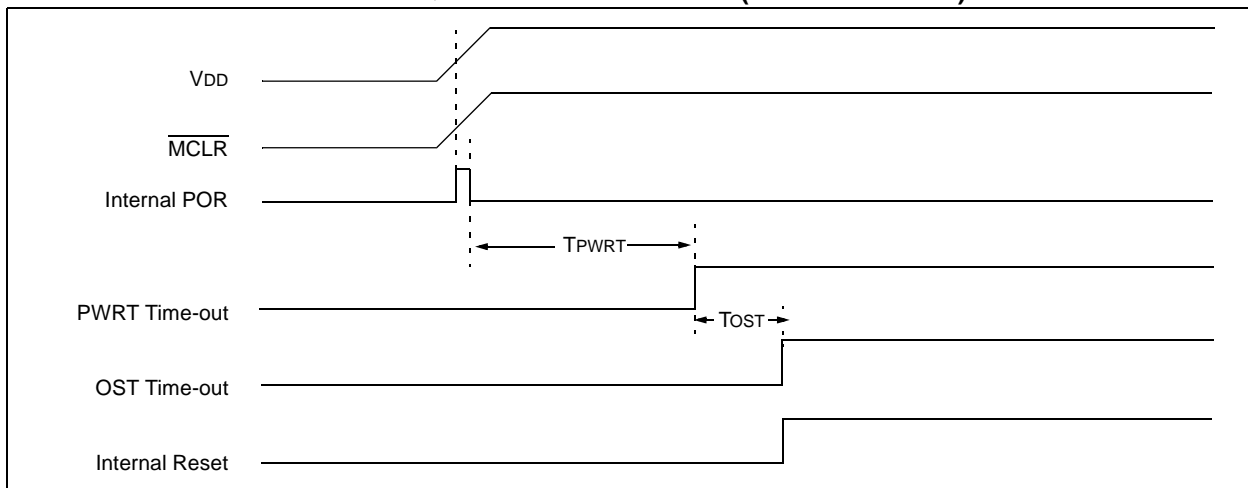 VDD
MCLR
Internal POR
TPWRT
PWRT Time-out
TOST
OST Time-out
Internal Reset